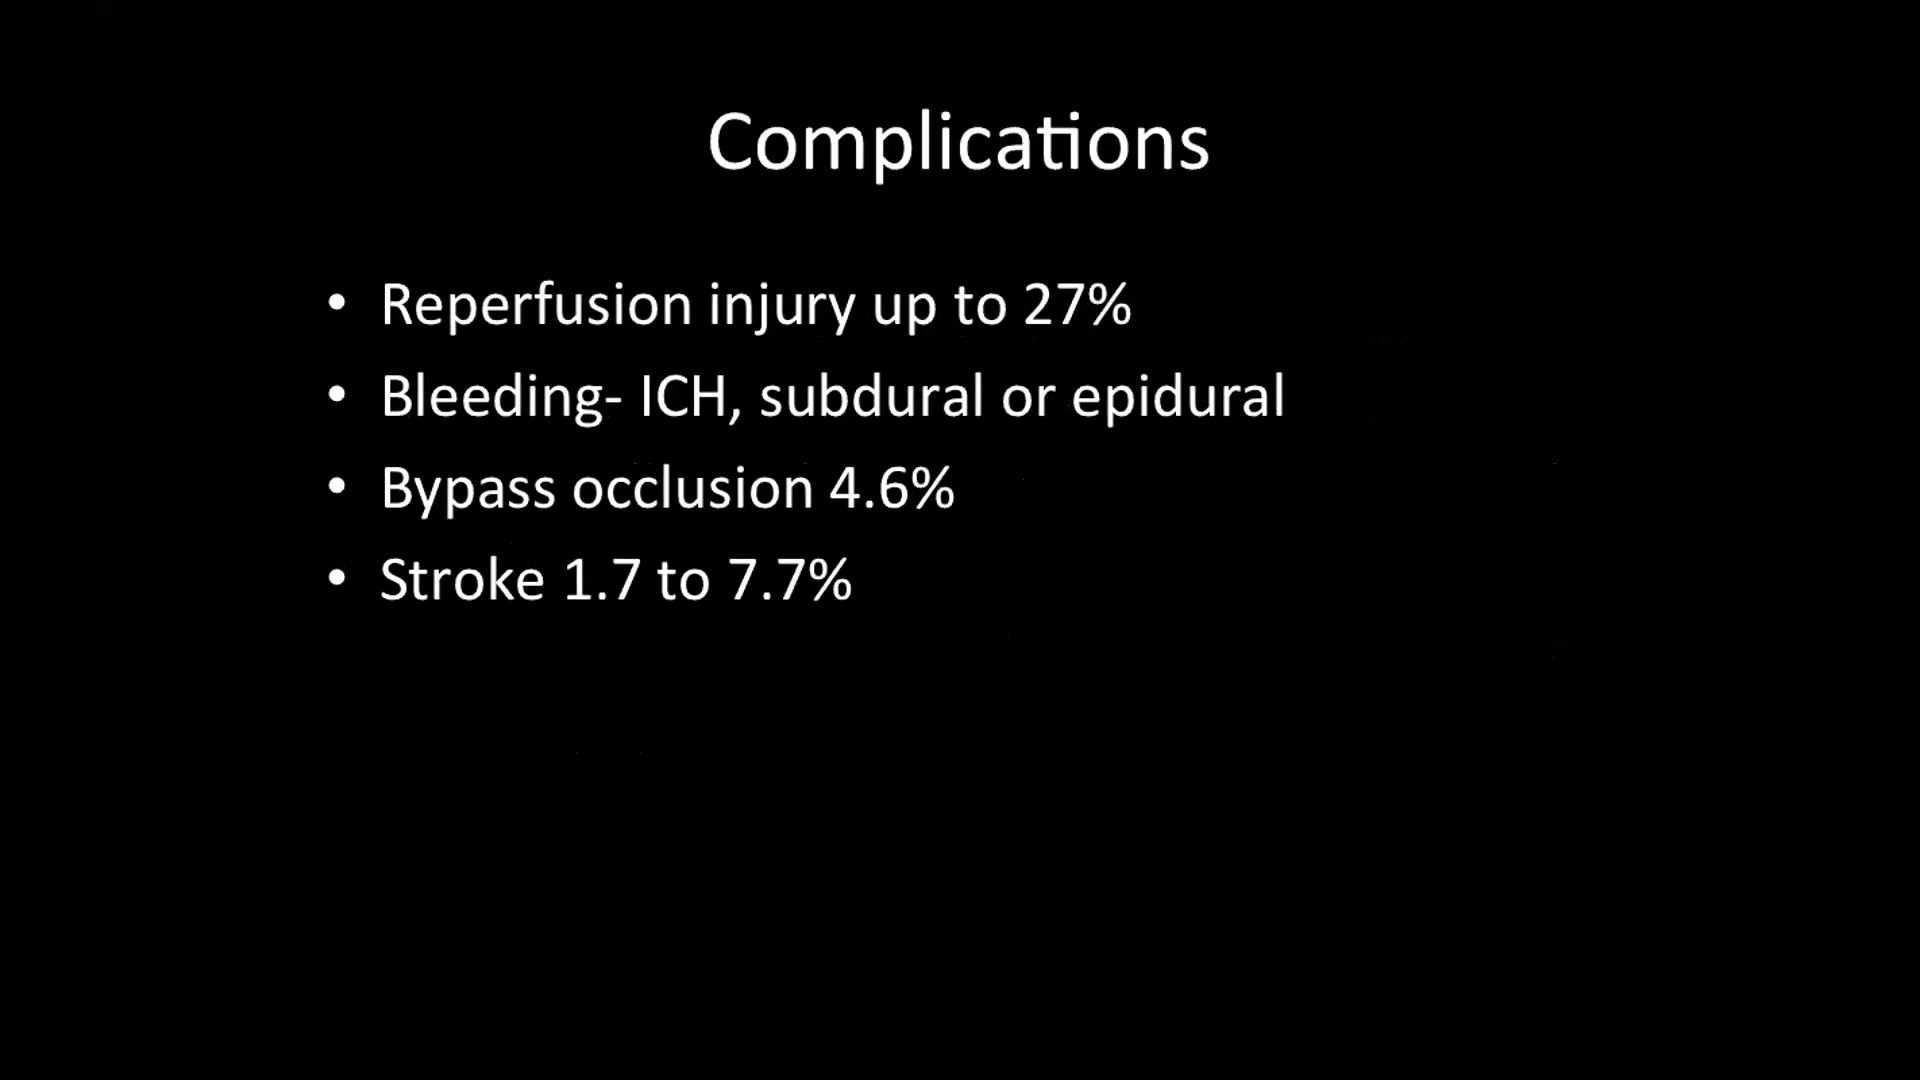 Complications
• Reperfusion injury up to 27%
• Bleeding- ICH, subdural or epidural
• Bypass occlusion 4.6%
• Stroke 1.7 to 7.7%